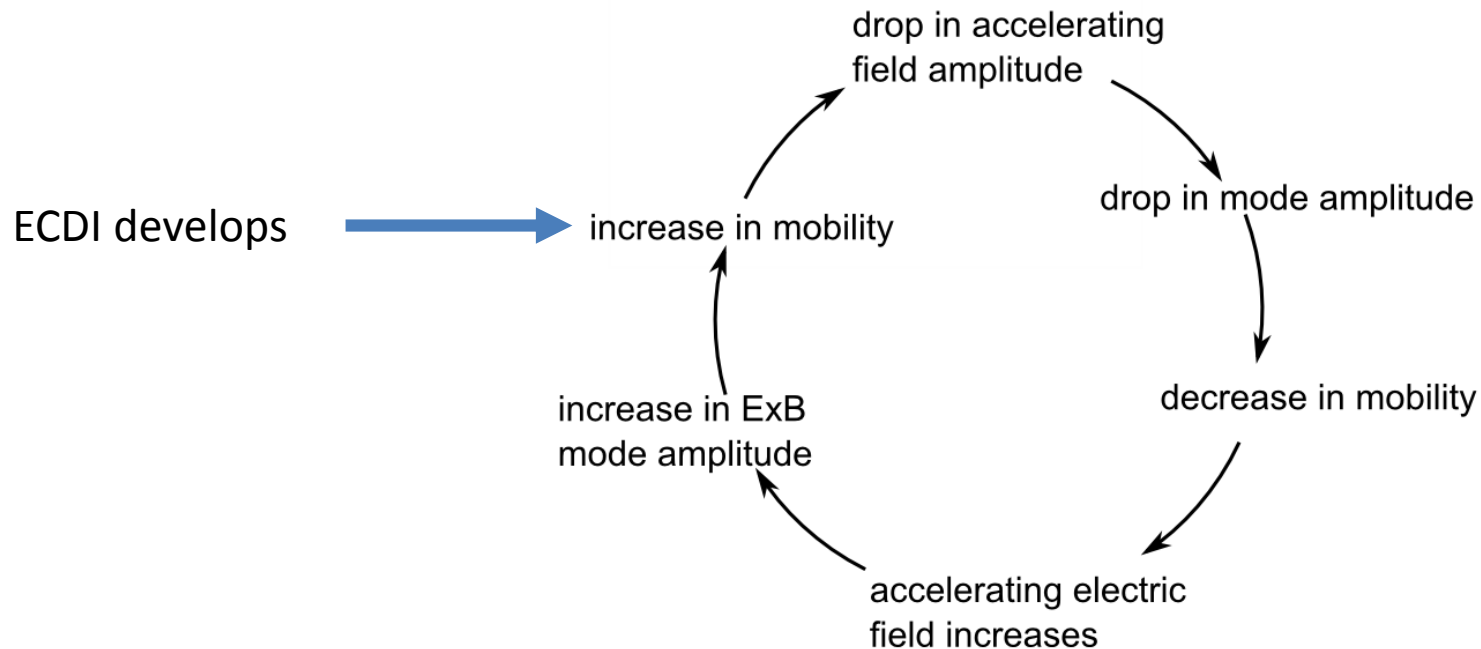 ECDI develops
increase in mobility
drop in accelerating
field amplitude
drop in mode amplitude
decrease in mobility
accelerating electric
field increases
increase in ExB
mode amplitude